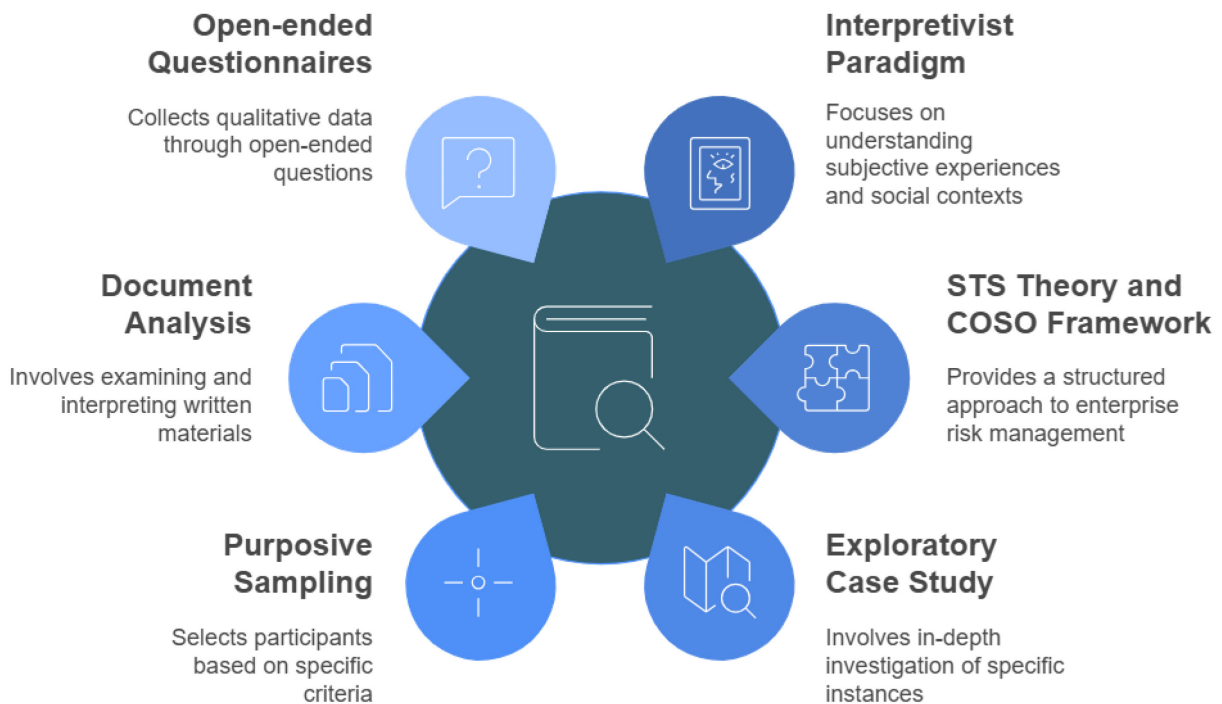 Open-ended
Questionnaires
Collects qualitative data
through open-ended
questions
Interpretivist
Paradigm
Focuses on
understanding
subjective experiences
and social contexts
Document
Analysis
Involves examining and
interpreting written
materials
STS Theory and
COSO Framework
Provides a structured
approach to enterprise
risk management
Purposive
Sampling
Selects participants
based on specific
criteria
Exploratory
Case Study
Involves in-depth
investigation of specific
instances